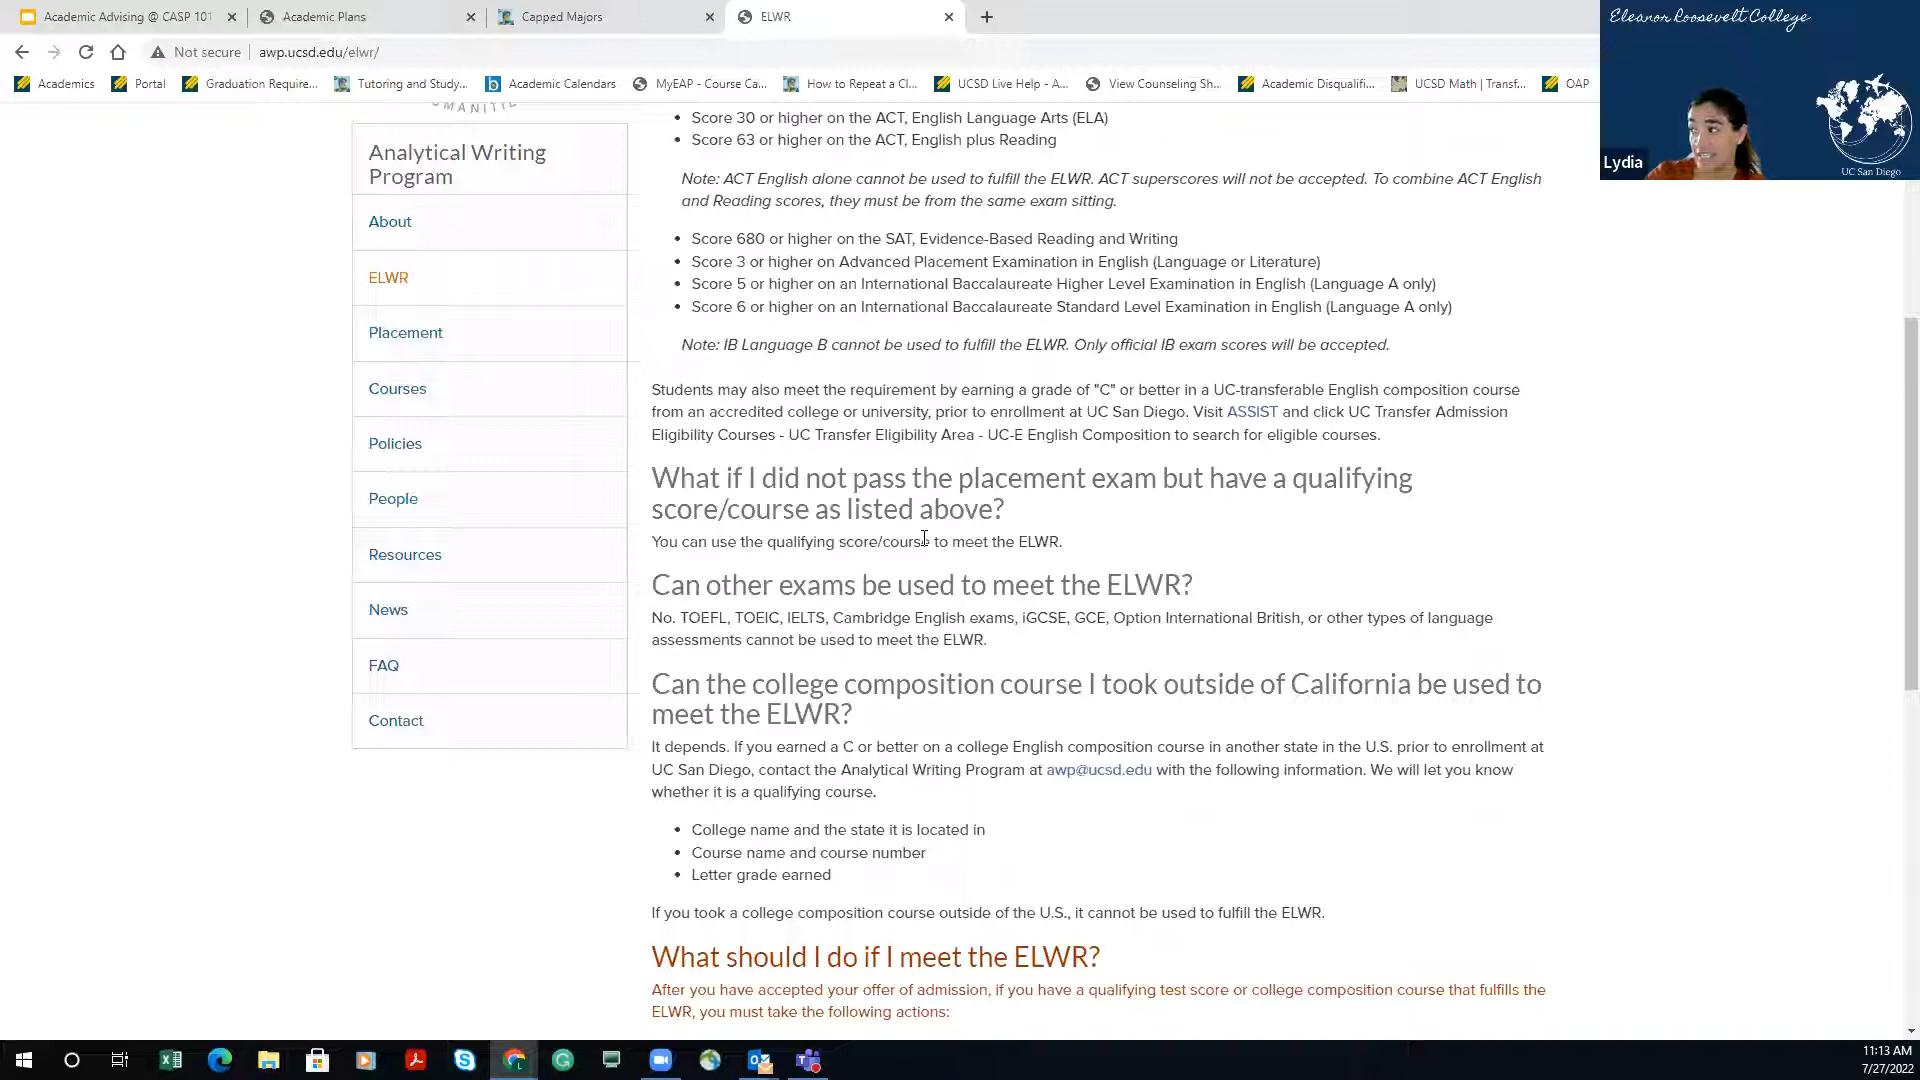 Academic Advising @ CASP 101
Academic Plans
Capped Majors
ELWR
Not secure
awp.ucsd.edu/elwr/
Academics
Portal
Graduation Require...
Tutoring and Study...
Academic Calendars
MyEAP - Course Ca...
How to Repeat a Cl...
UCSD Live Help - A...
View Counseling Sh...
Academic Disqualifi...
UCSD Math | Transf...
OAP
Eleanor Roosevelt College
Lydia
UC San Diego
Analytical Writing
Program
About
ELWR
Placement
Courses
Policies
People
Resources
News
FAQ
Contact
• Score 30 or higher on the ACT, English Language Arts (ELA)
• Score 63 or higher on the ACT, English plus Reading
Note: ACT English alone cannot be used to fulfill the ELWR. ACT superscores will not be accepted. To combine ACT English
and Reading scores, they must be from the same exam sitting.
• Score 680 or higher on the SAT, Evidence-Based Reading and Writing
• Score 3 or higher on Advanced Placement Examination in English (Language or Literature)
• Score 5 or higher on an International Baccalaureate Higher Level Examination in English (Language A only)
• Score 6 or higher on an International Baccalaureate Standard Level Examination in English (Language A only)
Note: IB Language B cannot be used to fulfill the ELWR. Only official IB exam scores will be accepted.
Students may also meet the requirement by earning a grade of "C" or better in a UC-transferable English composition course
from an accredited college or university, prior to enrollment at UC San Diego. Visit ASSIST and click UC Transfer Admission
Eligibility Courses - UC Transfer Eligibility Area - UC-E English Composition to search for eligible courses.
What if I did not pass the placement exam but have a qualifying
score/course as listed above?
You can use the qualifying score/course to meet the ELWR.
Can other exams be used to meet the ELWR?
No. TOEFL, TOEIC, IELTS, Cambridge English exams, iGCSE, GCE, Option International British, or other types of language
assessments cannot be used to meet the ELWR.
Can the college composition course I took outside of California be used to
meet the ELWR?
It depends. If you earned a C or better on a college English composition course in another state in the U.S. prior to enrollment at
UC San Diego, contact the Analytical Writing Program at awp@ucsd.edu with the following information. We will let you know
whether it is a qualifying course.
• College name and the state it is located in
• Course name and course number
• Letter grade earned
If you took a college composition course outside of the U.S., it cannot be used to fulfill the ELWR.
What should I do if I meet the ELWR?
After you have accepted your offer of admission, if you have a qualifying test score or college composition course that fulfills the
ELWR, you must take the following actions:
11:13 AM
7/27/2022